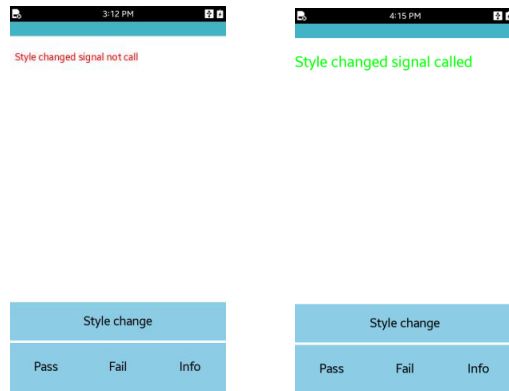 3:12 PM
Style changed signal not call
Style change
Pass Fail Info
4:15 PM
Style changed signal called
Style change
Pass Fail Info